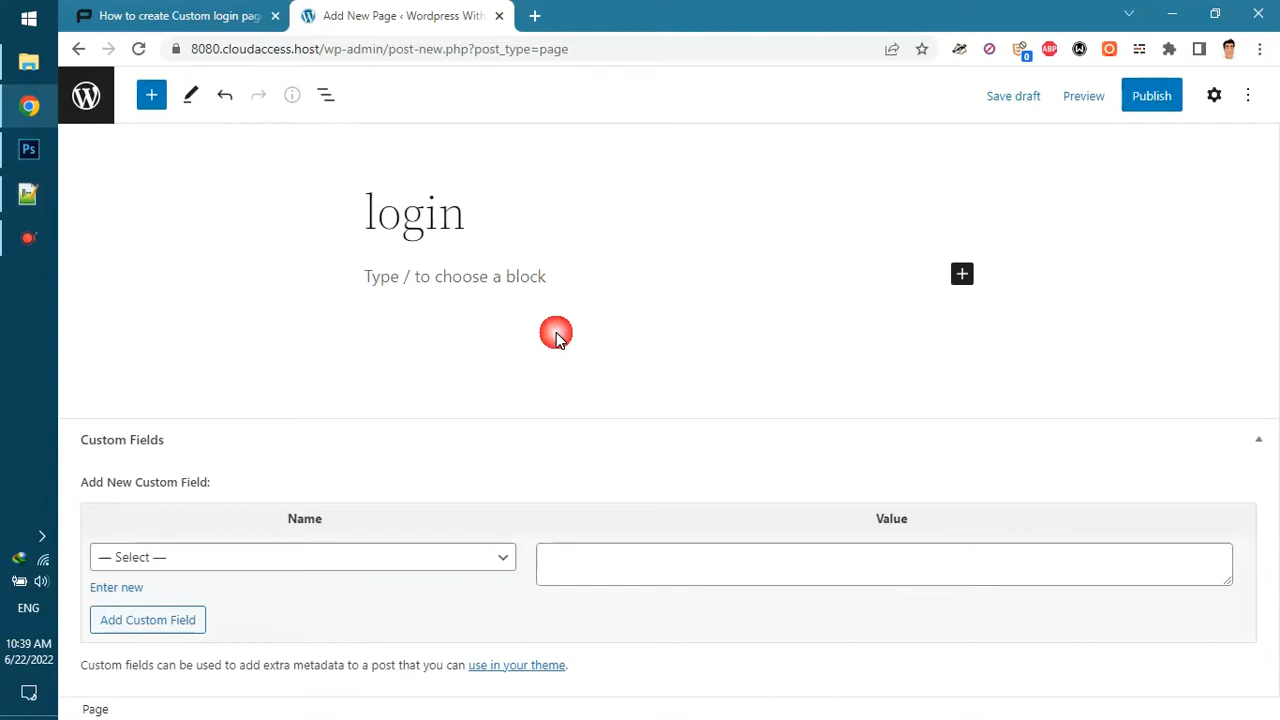 How to create Custom login pag
Add New Page ‹ Wordpress With
8080.cloudaccess.host/wp-admin/post-new.php?post_type=page
0
ABP
W
Ps
Save draft
Preview
Publish
login
Type / to choose a block
Custom Fields
Add New Custom Field:
Name
Value
— Select —
Enter new
Add Custom Field
Custom fields can be used to add extra metadata to a post that you can use in your theme.
Page
ENG
10:39 AM
6/22/2022